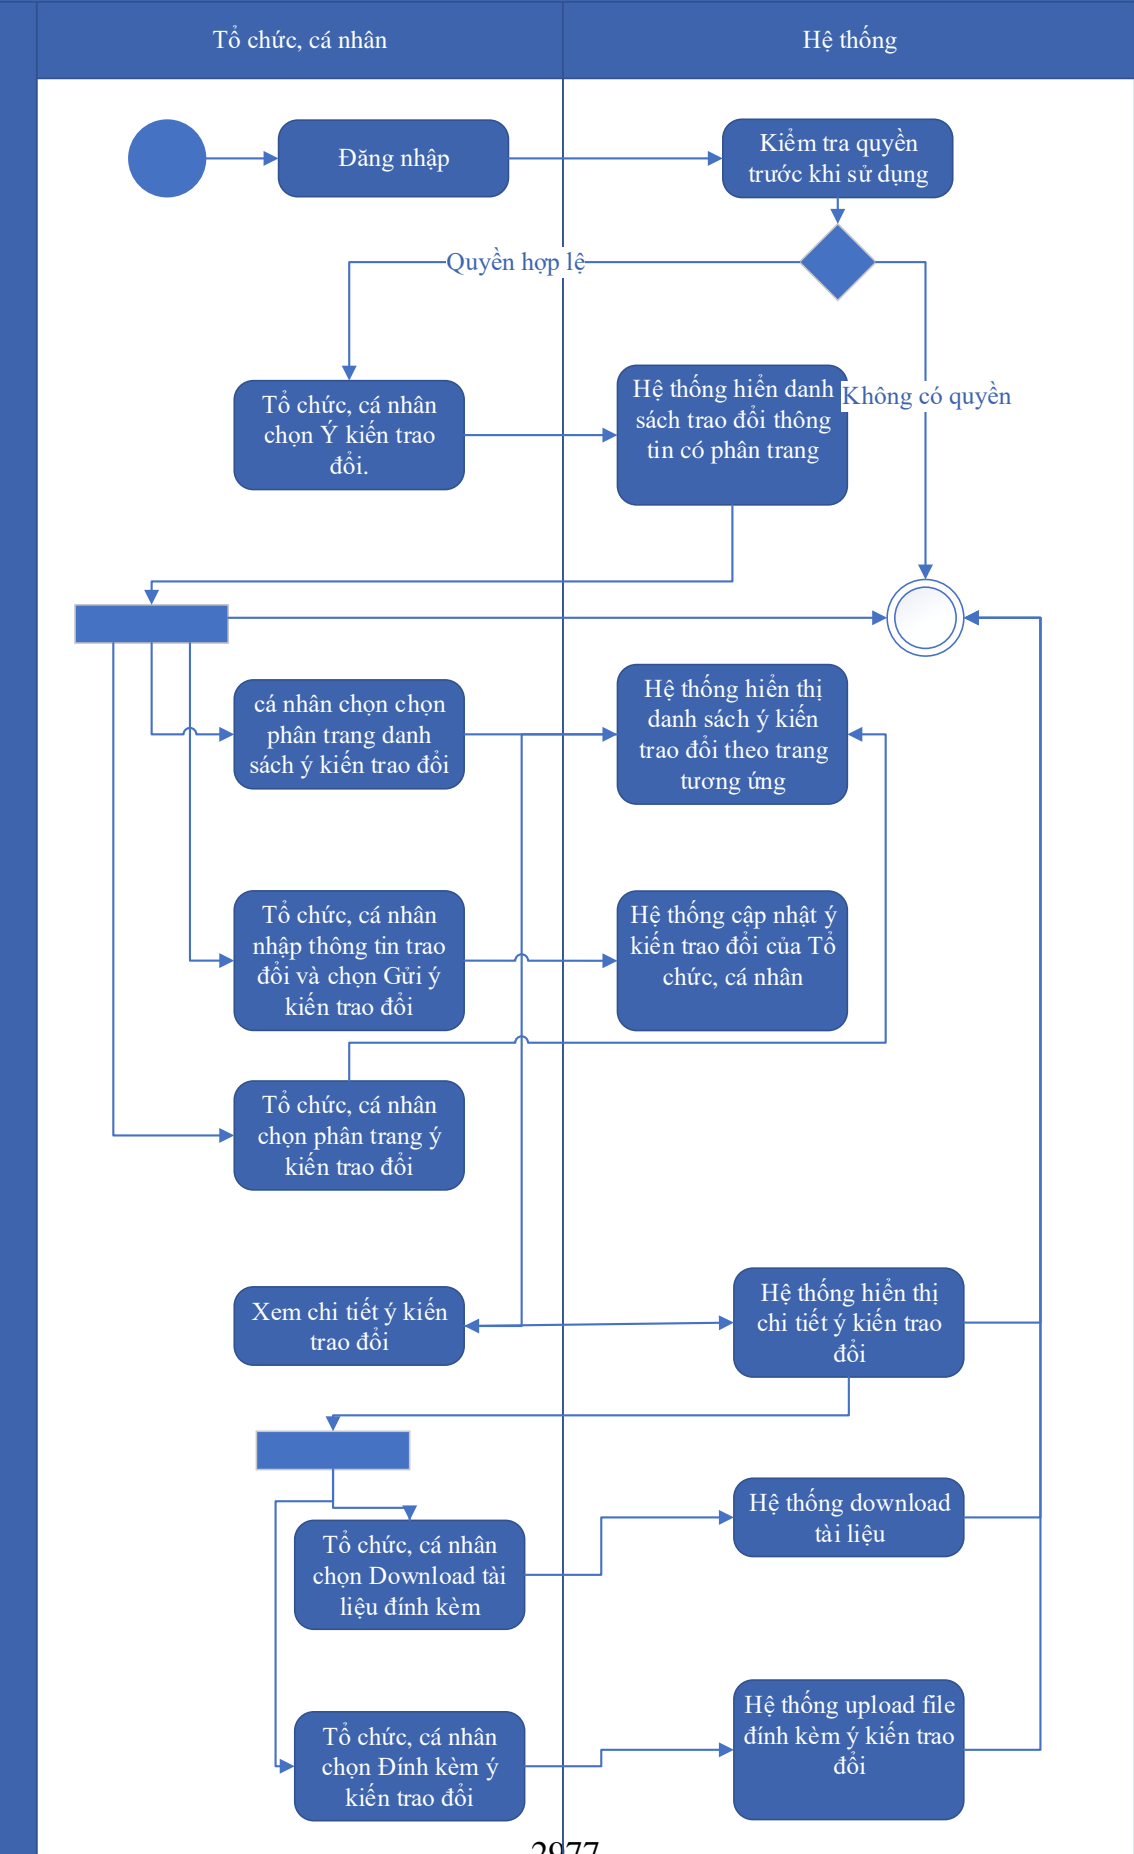 Tổ chức, cá nhân
Hệ thống
Đăng nhập
Kiểm tra quyền
trước khi sử dụng
Quyền hợp lệ
Không có quyền
Tổ chức, cá nhân
chọn Ý kiến trao
đổi.
Hệ thống hiển danh
sách trao đổi thông
tin có phân trang
cá nhân chọn chọn
phân trang danh
sách ý kiến trao đổi
Hệ thống hiển thị
danh sách ý kiến
trao đổi theo trang
tương ứng
Tổ chức, cá nhân
nhập thông tin trao
đổi và chọn Gửi ý
kiến trao đổi
Hệ thống cập nhật ý
kiến trao đổi của Tổ
chức, cá nhân
Tổ chức, cá nhân
chọn phân trang ý
kiến trao đổi
Xem chi tiết ý kiến
trao đổi
Hệ thống hiển thị
chi tiết ý kiến trao
đổi
Tổ chức, cá nhân
chọn Download tài
liệu đính kèm
Hệ thống download
tài liệu
Tổ chức, cá nhân
chọn Đính kèm ý
kiến trao đổi
Hệ thống upload file
đính kèm ý kiến trao
đổi
2977